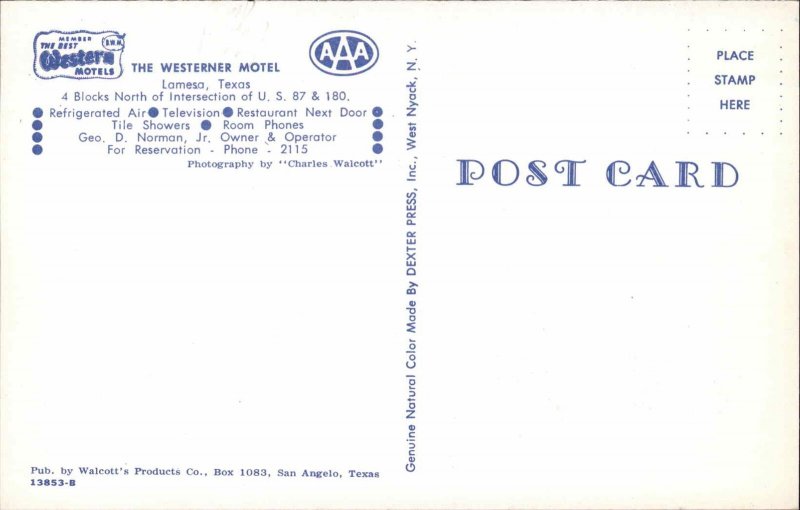 MEMBER
THE BEST B.W.M.
Western
MOTELS
THE WESTERNER MOTEL
AAA
Lamesa, Texas
4 Blocks North of Intersection of U. S. 87 & 180.
● Refrigerated Air ● Television ● Restaurant Next Door ●
● Tile Showers ● Room Phones ●
● Geo. D. Norman, Jr. Owner & Operator ●
● For Reservation - Phone - 2115 ●
Photography by "Charles Walcott"
Pub. by Walcott's Products Co., Box 1083, San Angelo, Texas
13853-B
Genuine Natural Color Made By DEXTER PRESS, Inc., West Nyack, N. Y.
PLACE
STAMP
HERE
POST CARD